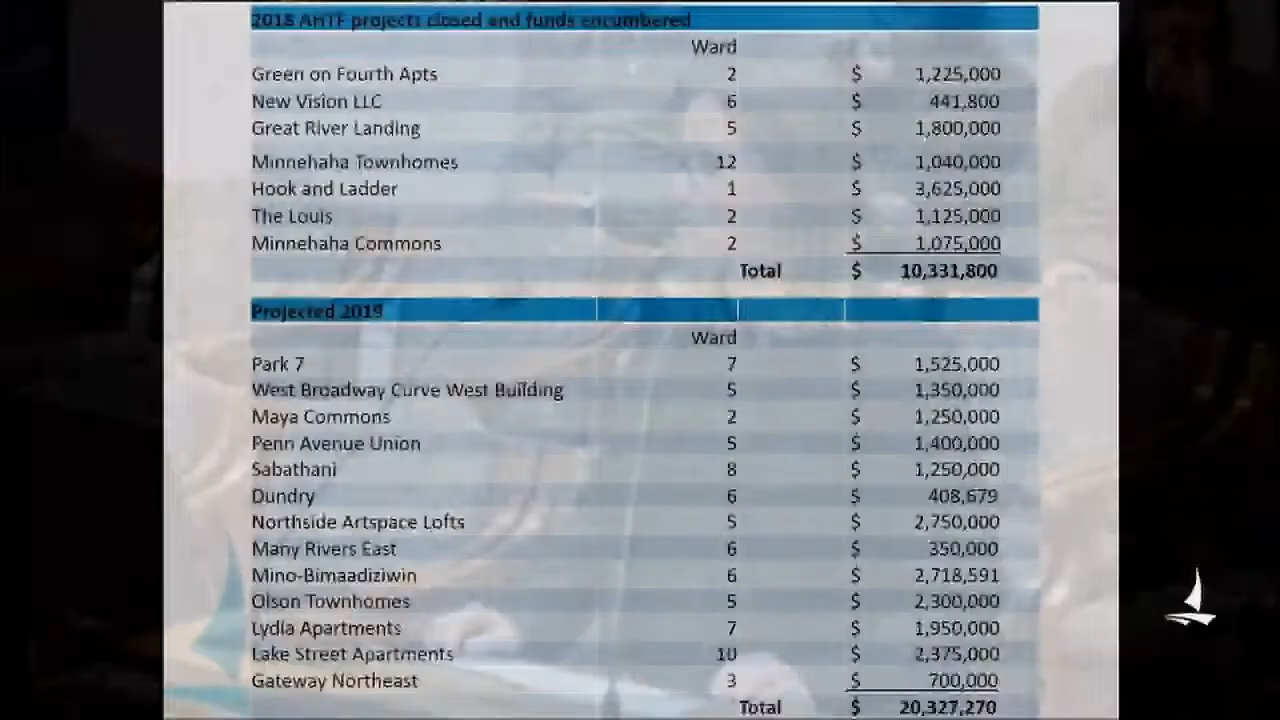 2018 AHTF projects closed and funds encumbered
Ward
Green on Fourth Apts 2 $ 1,225,000
New Vision LLC 6 $ 441,800
Great River Landing 5 $ 1,800,000
Minnehaha Townhomes 12 $ 1,040,000
Hook and Ladder 1 $ 3,625,000
The Louis 2 $ 1,125,000
Minnehaha Commons 2 $ 1,075,000
Total $ 10,331,800
Projected 2019
Ward
Park 7 7 $ 1,525,000
West Broadway Curve West Building 5 $ 1,350,000
Maya Commons 2 $ 1,250,000
Penn Avenue Union 5 $ 1,400,000
Sabathani 8 $ 1,250,000
Dundry 6 $ 408,679
Northside Artspace Lofts 5 $ 2,750,000
Many Rivers East 6 $ 350,000
Mino-Bimaadiziwin 6 $ 2,718,591
Olson Townhomes 5 $ 2,300,000
Lydia Apartments 7 $ 1,950,000
Lake Street Apartments 10 $ 2,375,000
Gateway Northeast 3 $ 700,000
Total $ 20,327,270